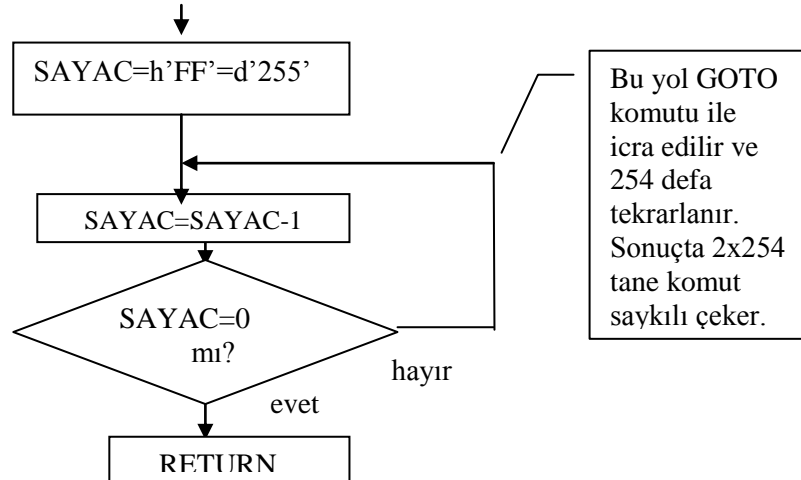 SAYAC=h’FF’=d’255’
SAYAC=SAYAC-1
SAYAC=0
mı?
hayır
evet
RETURN
Bu yol GOTO
komutu ile
icra edilir ve
254 defa
tekrarlanır.
Sonuçta 2x254
tane komut
saykılı çeker.